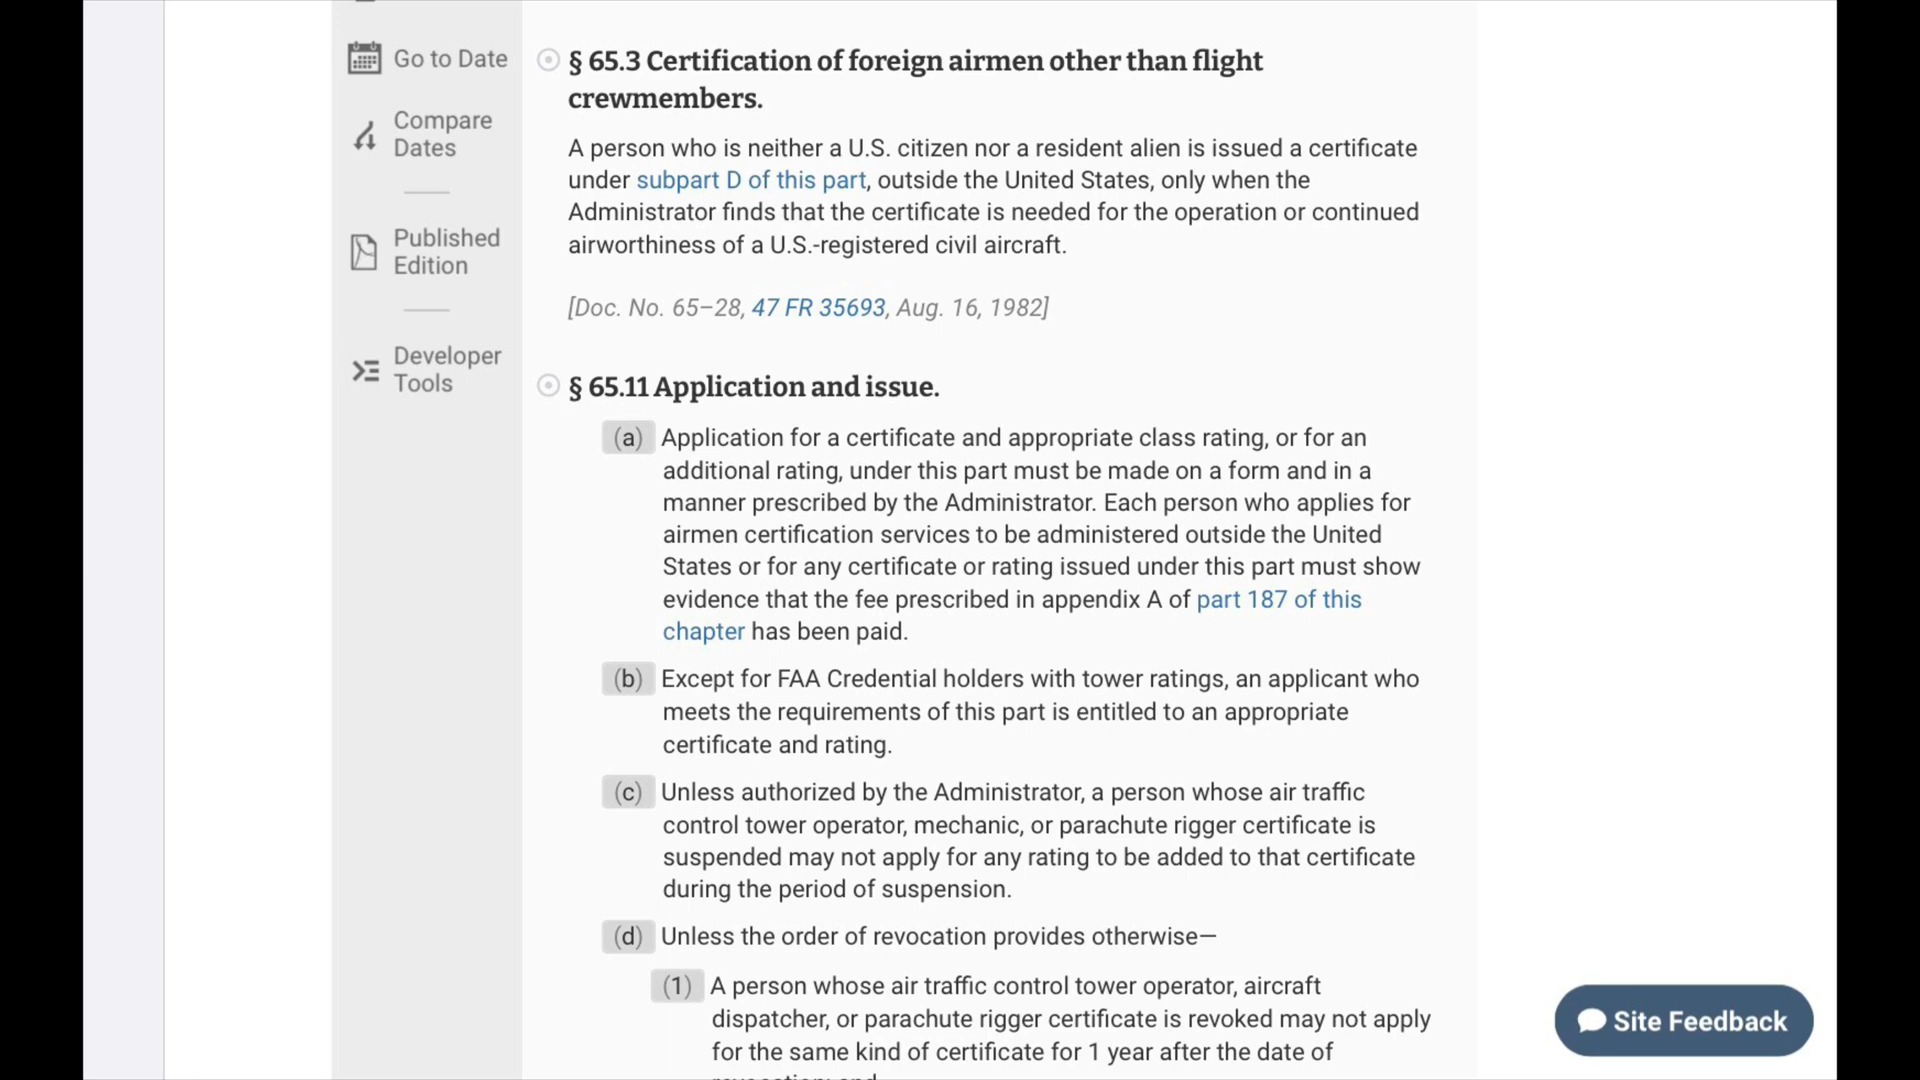 Go to Date
Compare
Dates
Published
Edition
Developer
Tools
§ 65.3 Certification of foreign airmen other than flight
crewmembers.
A person who is neither a U.S. citizen nor a resident alien is issued a certificate
under subpart D of this part, outside the United States, only when the
Administrator finds that the certificate is needed for the operation or continued
airworthiness of a U.S.-registered civil aircraft.
[Doc. No. 65–28, 47 FR 35693, Aug. 16, 1982]
§ 65.11 Application and issue.
(a) Application for a certificate and appropriate class rating, or for an
additional rating, under this part must be made on a form and in a
manner prescribed by the Administrator. Each person who applies for
airmen certification services to be administered outside the United
States or for any certificate or rating issued under this part must show
evidence that the fee prescribed in appendix A of part 187 of this
chapter has been paid.
(b) Except for FAA Credential holders with tower ratings, an applicant who
meets the requirements of this part is entitled to an appropriate
certificate and rating.
(c) Unless authorized by the Administrator, a person whose air traffic
control tower operator, mechanic, or parachute rigger certificate is
suspended may not apply for any rating to be added to that certificate
during the period of suspension.
(d) Unless the order of revocation provides otherwise—
(1) A person whose air traffic control tower operator, aircraft
dispatcher, or parachute rigger certificate is revoked may not apply
for the same kind of certificate for 1 year after the date of
Site Feedback